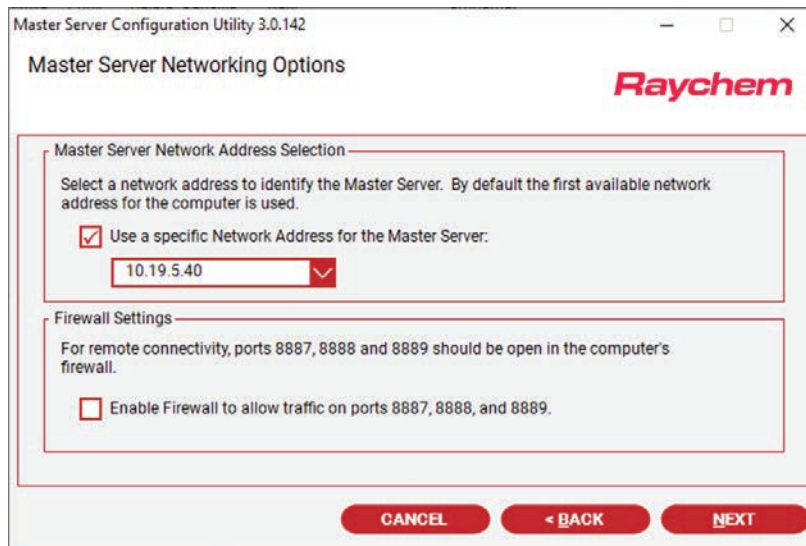 Master Server Configuration Utility 3.0.142
Master Server Networking Options
Raychem
Master Server Network Address Selection
Select a network address to identify the Master Server. By default the first available network
address for the computer is used.
Use a specific Network Address for the Master Server:
10.19.5.40
Firewall Settings
For remote connectivity, ports 8887, 8888 and 8889 should be open in the computer's
firewall.
Enable Firewall to allow traffic on ports 8887, 8888, and 8889.
CANCEL
< BACK
NEXT